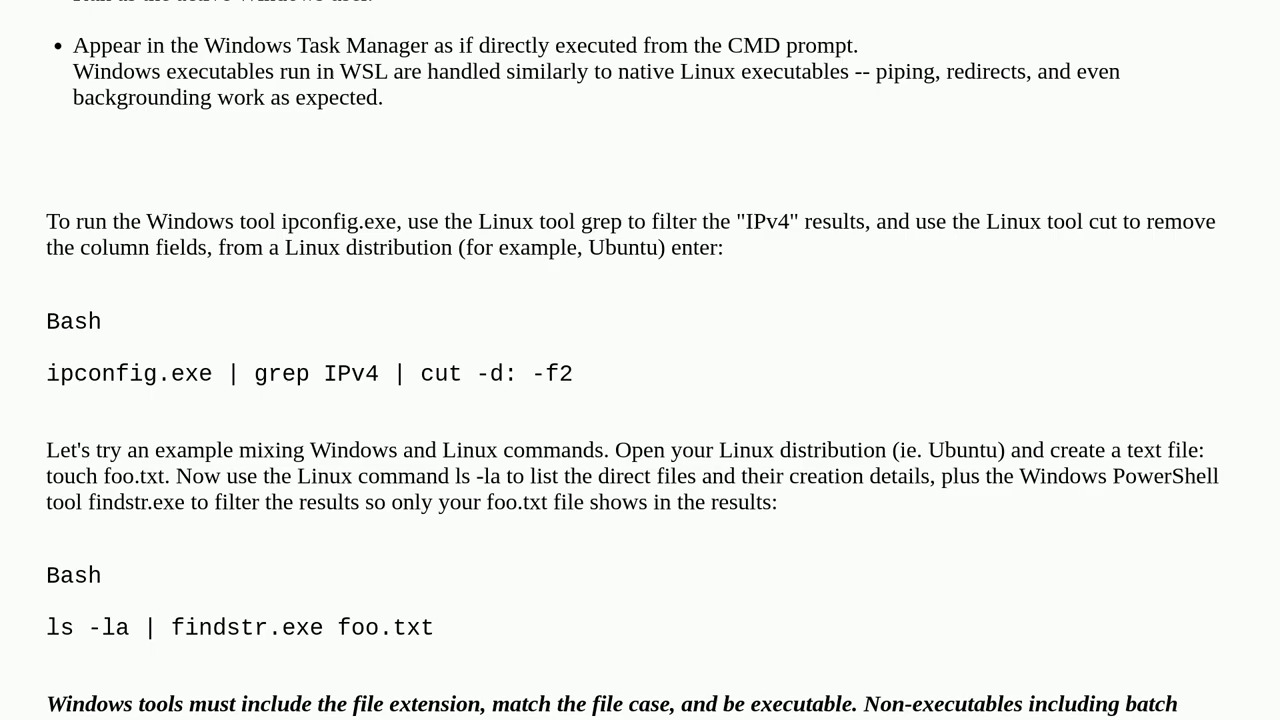 Appear in the Windows Task Manager as if directly executed from the CMD prompt.
Windows executables run in WSL are handled similarly to native Linux executables -- piping, redirects, and even
backgrounding work as expected.
To run the Windows tool ipconfig.exe, use the Linux tool grep to filter the "IPv4" results, and use the Linux tool cut to remove
the column fields, from a Linux distribution (for example, Ubuntu) enter:
Bash
ipconfig.exe | grep IPv4 | cut -d: -f2
Let's try an example mixing Windows and Linux commands. Open your Linux distribution (ie. Ubuntu) and create a text file:
touch foo.txt. Now use the Linux command ls -la to list the direct files and their creation details, plus the Windows PowerShell
tool findstr.exe to filter the results so only your foo.txt file shows in the results:
Bash
ls -la | findstr.exe foo.txt
Windows tools must include the file extension, match the file case, and be executable. Non-executables including batch